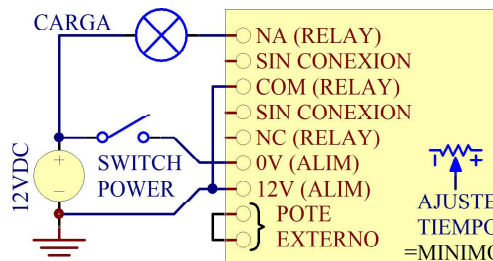 CARGA
NA (RELAY)
SIN CONEXION
COM (RELAY)
SIN CONEXION
NC (RELAY)
0V (ALIM)
12V (ALIM)
POTE
EXTERNO
12VDC
+
−
SWITCH
POWER
- +
AJUSTE
TIEMPO
=MINIMO